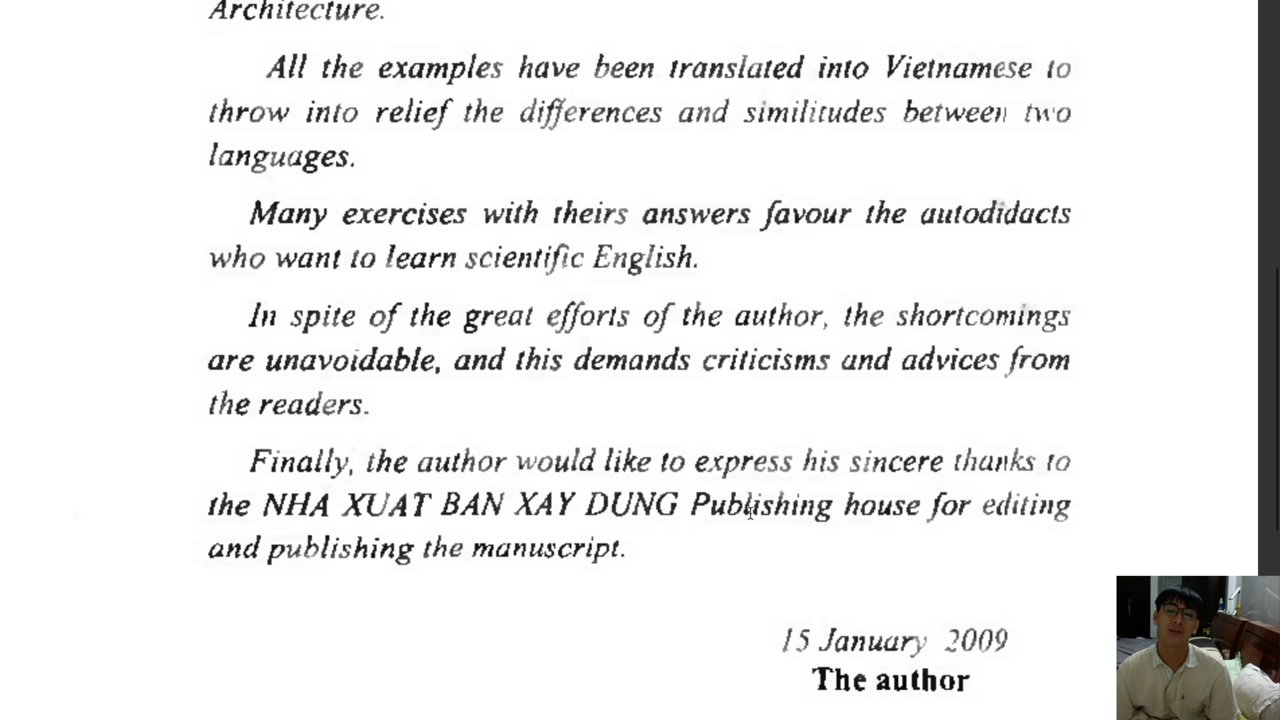 Architecture.
All the examples have been translated into Vietnamese to
throw into relief the differences and similitudes between two
languages.
Many exercises with theirs answers favour the autodidacts
who want to learn scientific English.
In spite of the great efforts of the author, the shortcomings
are unavoidable, and this demands criticisms and advices from
the readers.
Finally, the author would like to express his sincere thanks to
the NHA XUAT BAN XAY DUNG Publishing house for editing
and publishing the manuscript.
15 January 2009
The author